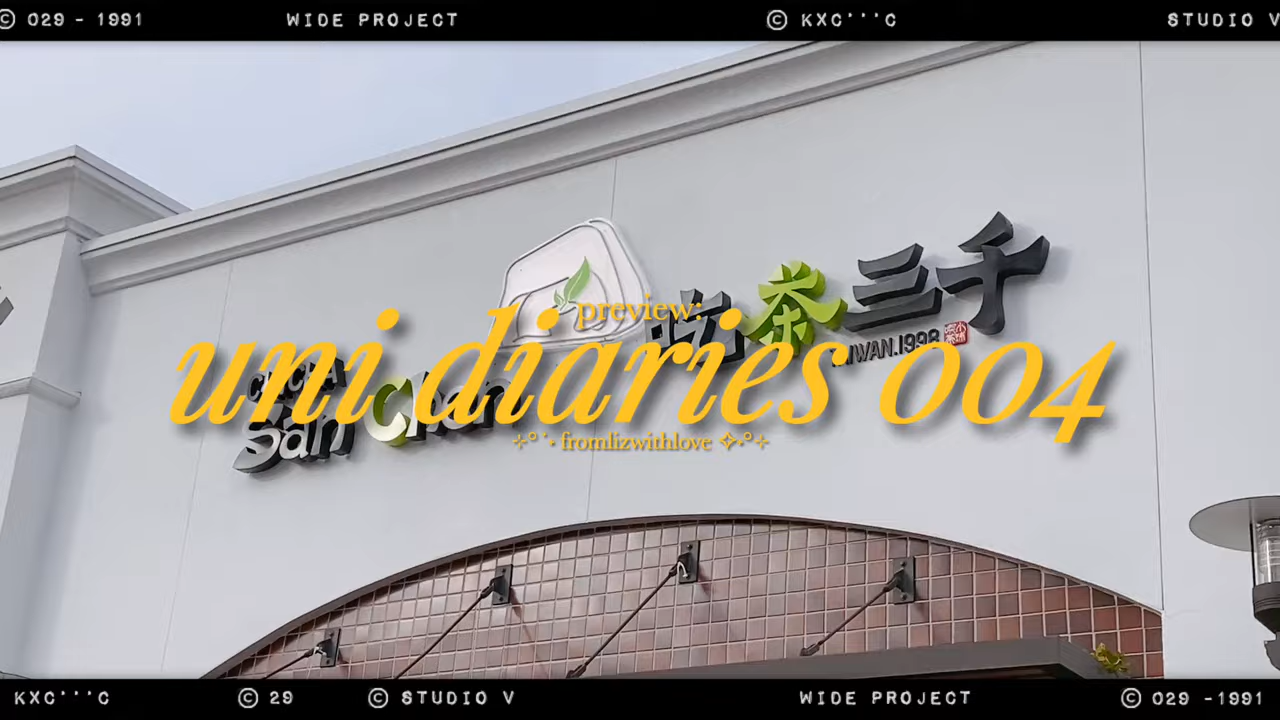 © 029 - 1991 WIDE PROJECT © KXC'''C STUDIO V
preview:
吃茶三千
TAIWAN.1998
uni diaries 004
San Chen
⊹° ˙˖ fromlizwithlove ✧˖°⊹
KXC'''C © 29 © STUDIO V WIDE PROJECT © 029 -1991